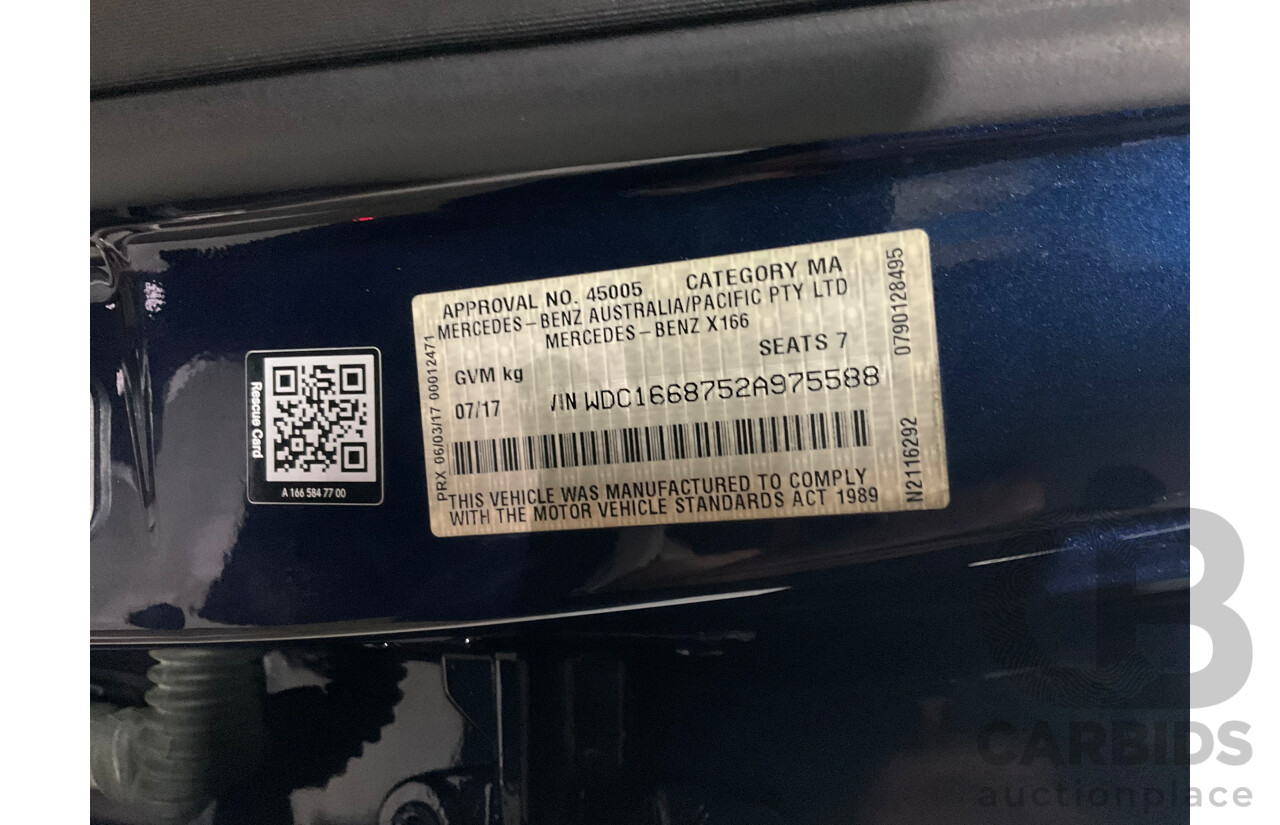 APPROVAL NO. 45005 CATEGORY MA
MERCEDES-BENZ AUSTRALIA/PACIFIC PTY LTD
MERCEDES-BENZ X166
SEATS 7
GVM kg
07/17 VIN WDC1668752A975588
THIS VEHICLE WAS MANUFACTURED TO COMPLY
WITH THE MOTOR VEHICLE STANDARDS ACT 1989
PRX 06/03/17 00012471
N2116292 0790128495
Rescue Card
A 166 584 77 00
CB
CARBIDS
auctionplace